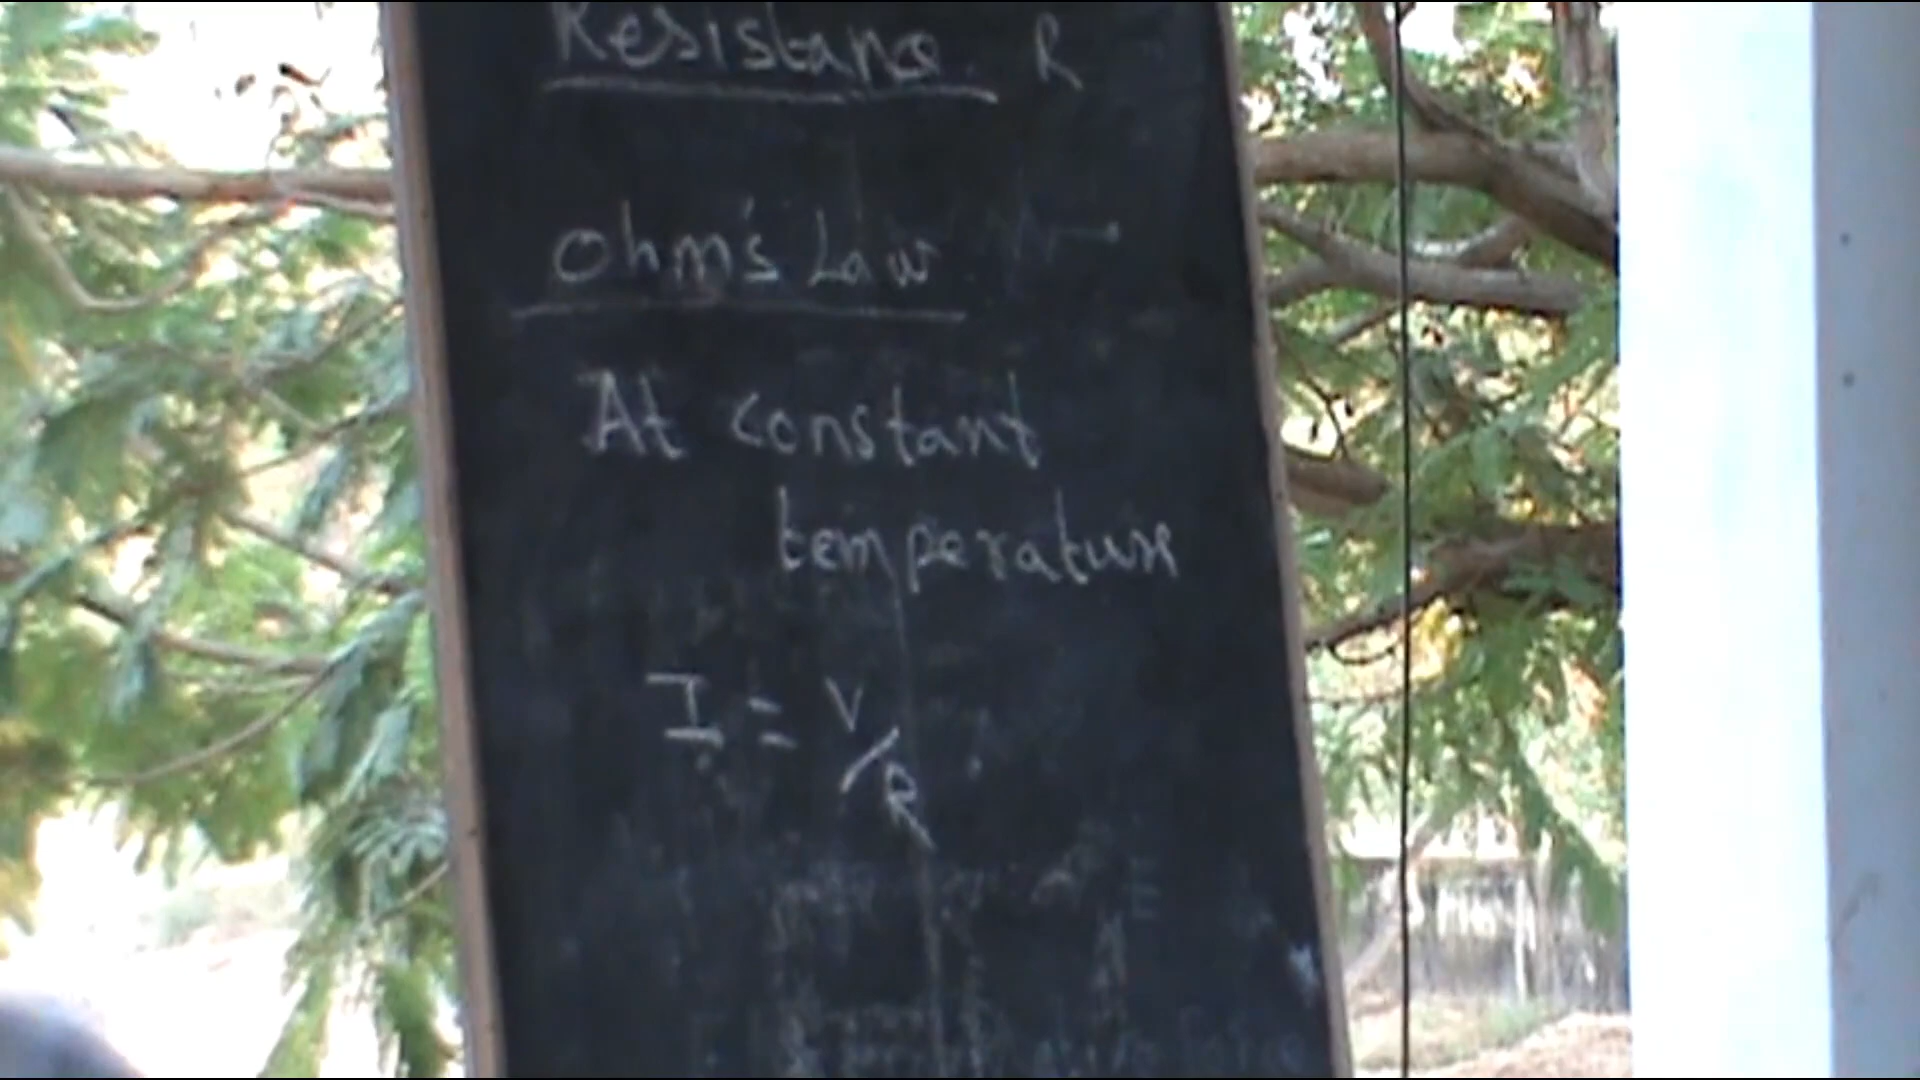 Resistance R
Ohm's Law
At constant
temperature
I = V/R